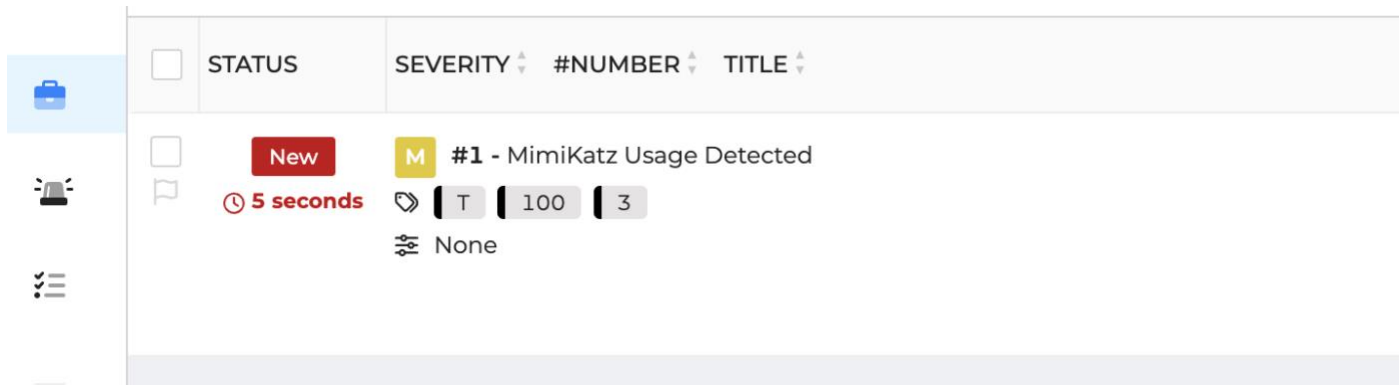 STATUS SEVERITY #NUMBER TITLE
New M #1 - MimiKatz Usage Detected
5 seconds T 100 3
None